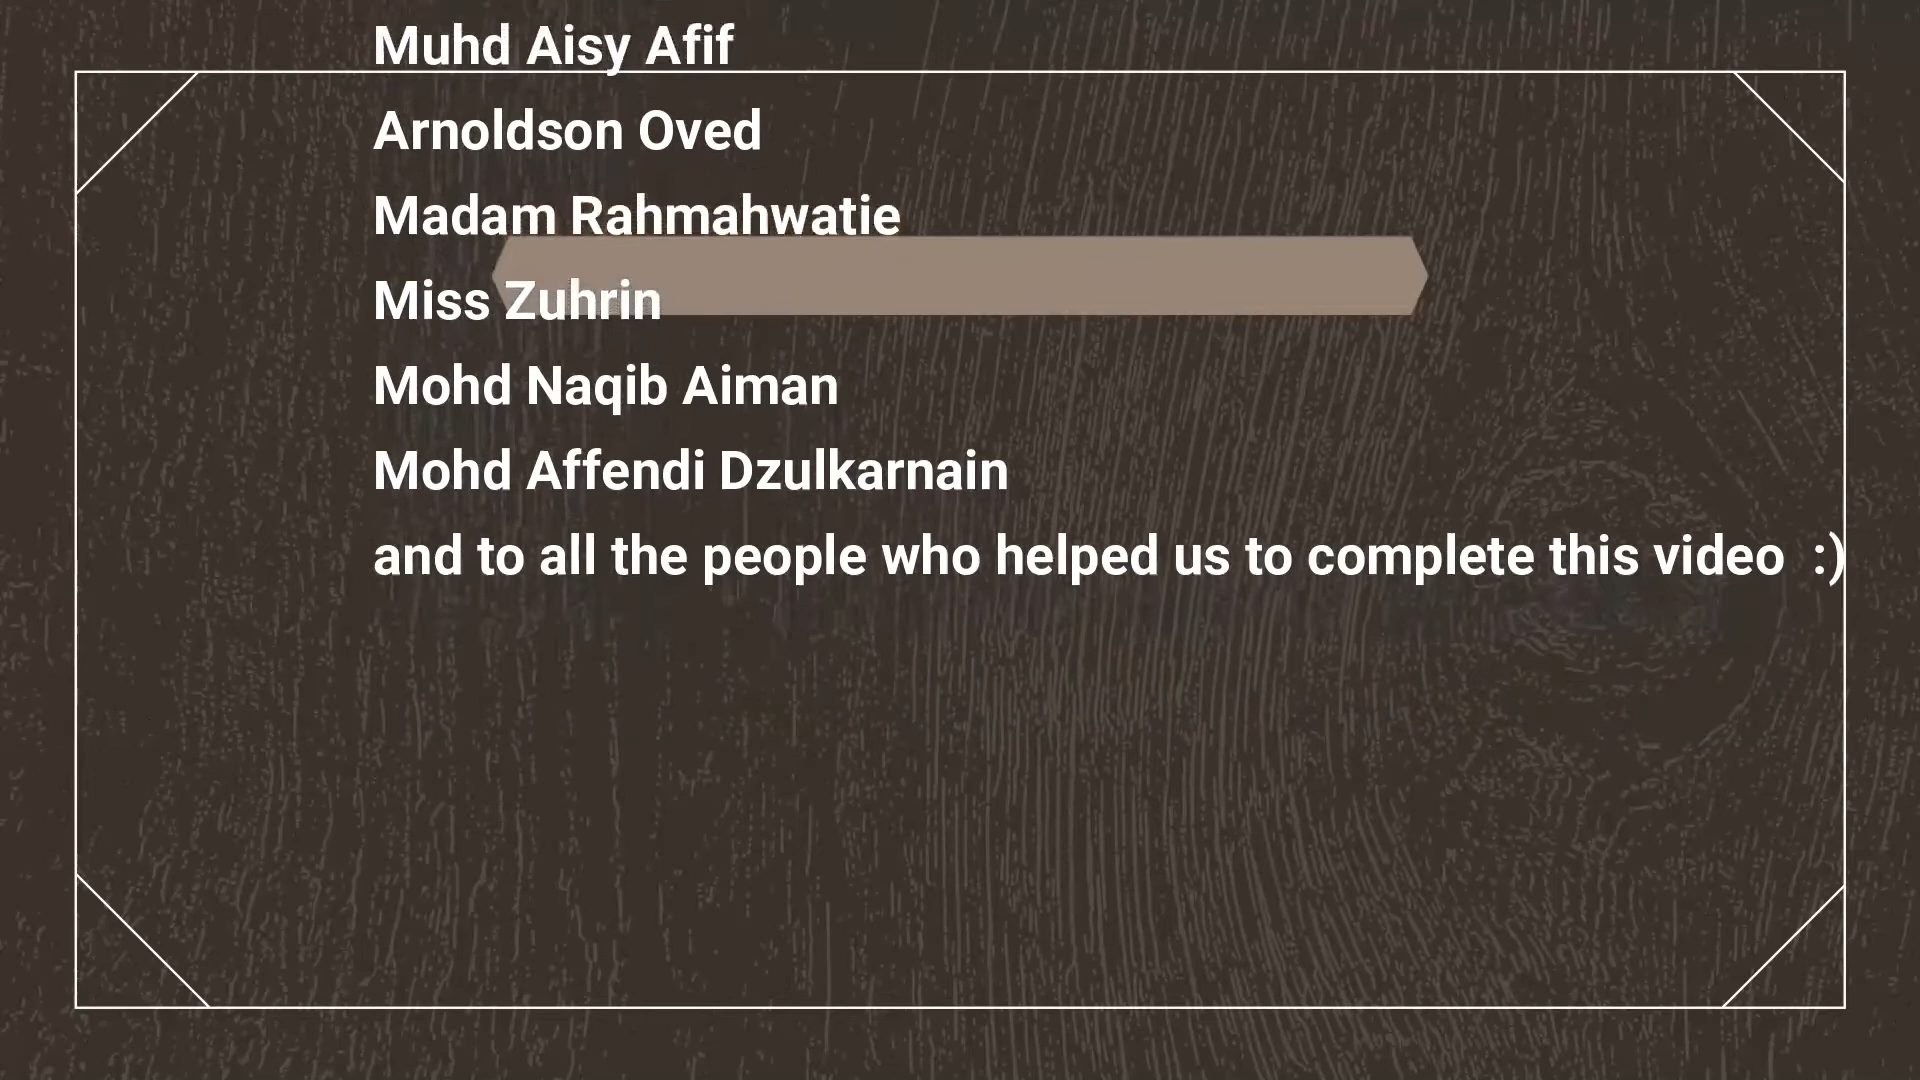 Muhd Aisy Afif
Arnoldson Oved
Madam Rahmahwatie
Miss Zuhrin
Mohd Naqib Aiman
Mohd Affendi Dzulkarnain
and to all the people who helped us to complete this video  :)